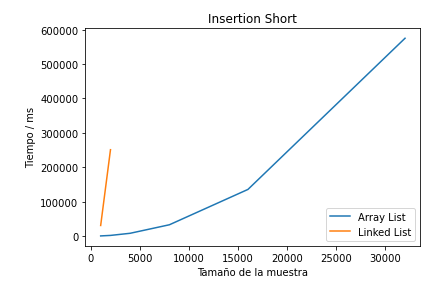 Insertion Short
600000
500000
400000
300000
200000
100000
0
Tiempo / ms
0
5000
10000
15000
20000
25000
30000
Tamaño de la muestra
Array List
Linked List